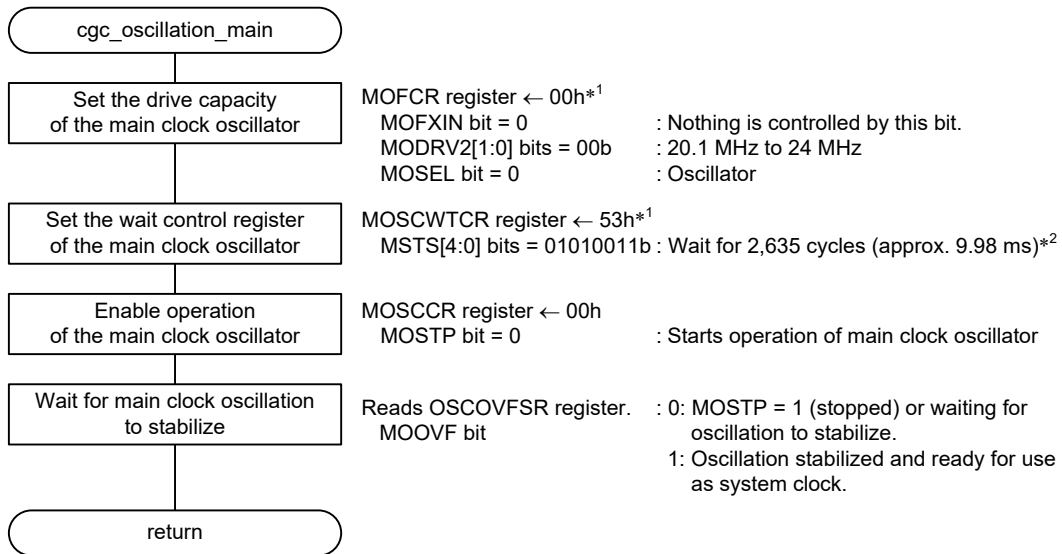 cgc_oscillation_main
Set the drive capacity
of the main clock oscillator
MOFCR register ← 00h*1
MOFXIN bit = 0 : Nothing is controlled by this bit.
MODRV2[1:0] bits = 00b : 20.1 MHz to 24 MHz
MOSEL bit = 0 : Oscillator
Set the wait control register
of the main clock oscillator
MOSCWTCR register ← 53h*1
MSTS[4:0] bits = 01010011b : Wait for 2,635 cycles (approx. 9.98 ms)*2
Enable operation
of the main clock oscillator
MOSCCR register ← 00h
MOSTP bit = 0 : Starts operation of main clock oscillator
Wait for main clock oscillation
to stabilize
Reads OSCOVFSR register. : 0: MOSTP = 1 (stopped) or waiting for
MOOVF bit oscillation to stabilize.
1: Oscillation stabilized and ready for use
as system clock.
return